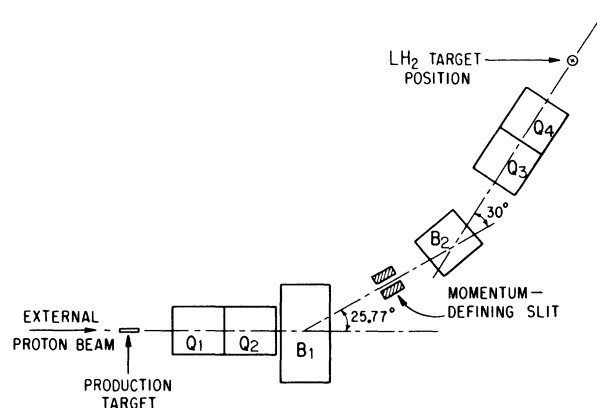 LH2 TARGET
POSITION
Q4
Q3
30°
B2
MOMENTUM—
DEFINING SLIT
25.77°
EXTERNAL
PROTON BEAM
Q1
Q2
B1
PRODUCTION
TARGET